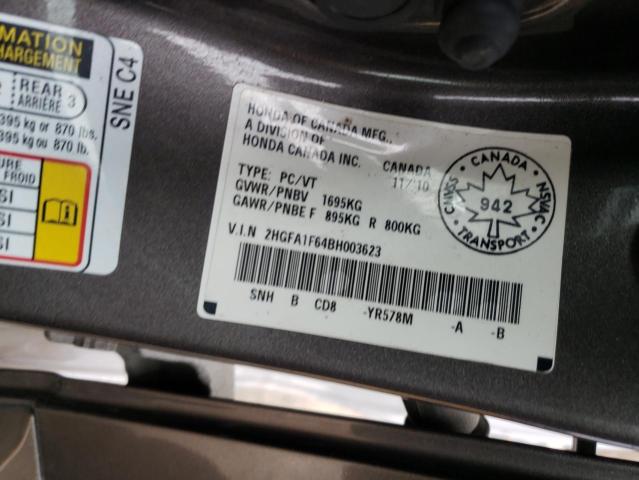 MATION
HARGEMENT
REAR
ARRIÈRE 3
395 kg or 870 lbs.
395 kg ou 870 lb.
SNE C4
URE
FROID
SI
SI
SI
HONDA OF CANADA MFG.,
A DIVISION OF
HONDA CANADA INC. CANADA
11/'10
TYPE: PC/VT
GVWR/PNBV 1695KG
GAWR/PNBE F 895KG R 800KG
V.I.N 2HGFA1F64BH003623
SNH B CD8 -YR578M -A -B
CANADA
CMVSS
NSVAC
942
TRANSPORT